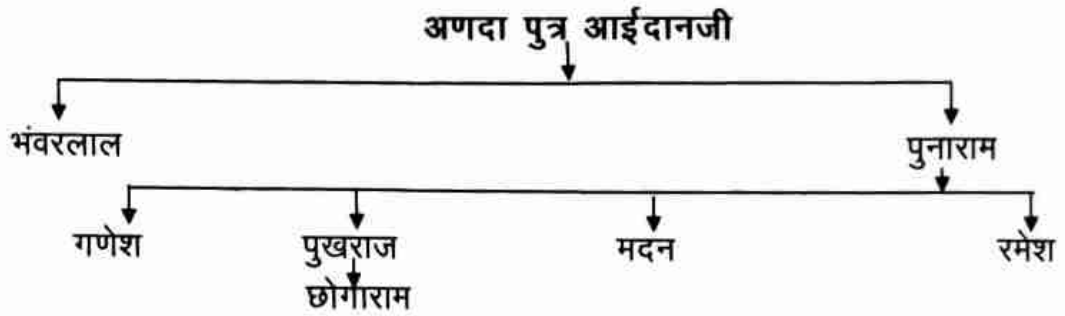 अणदा पुत्र आईदानजी
भंवरलाल पुनाराम
गणेश पुखराज मदन रमेश
छोगाराम